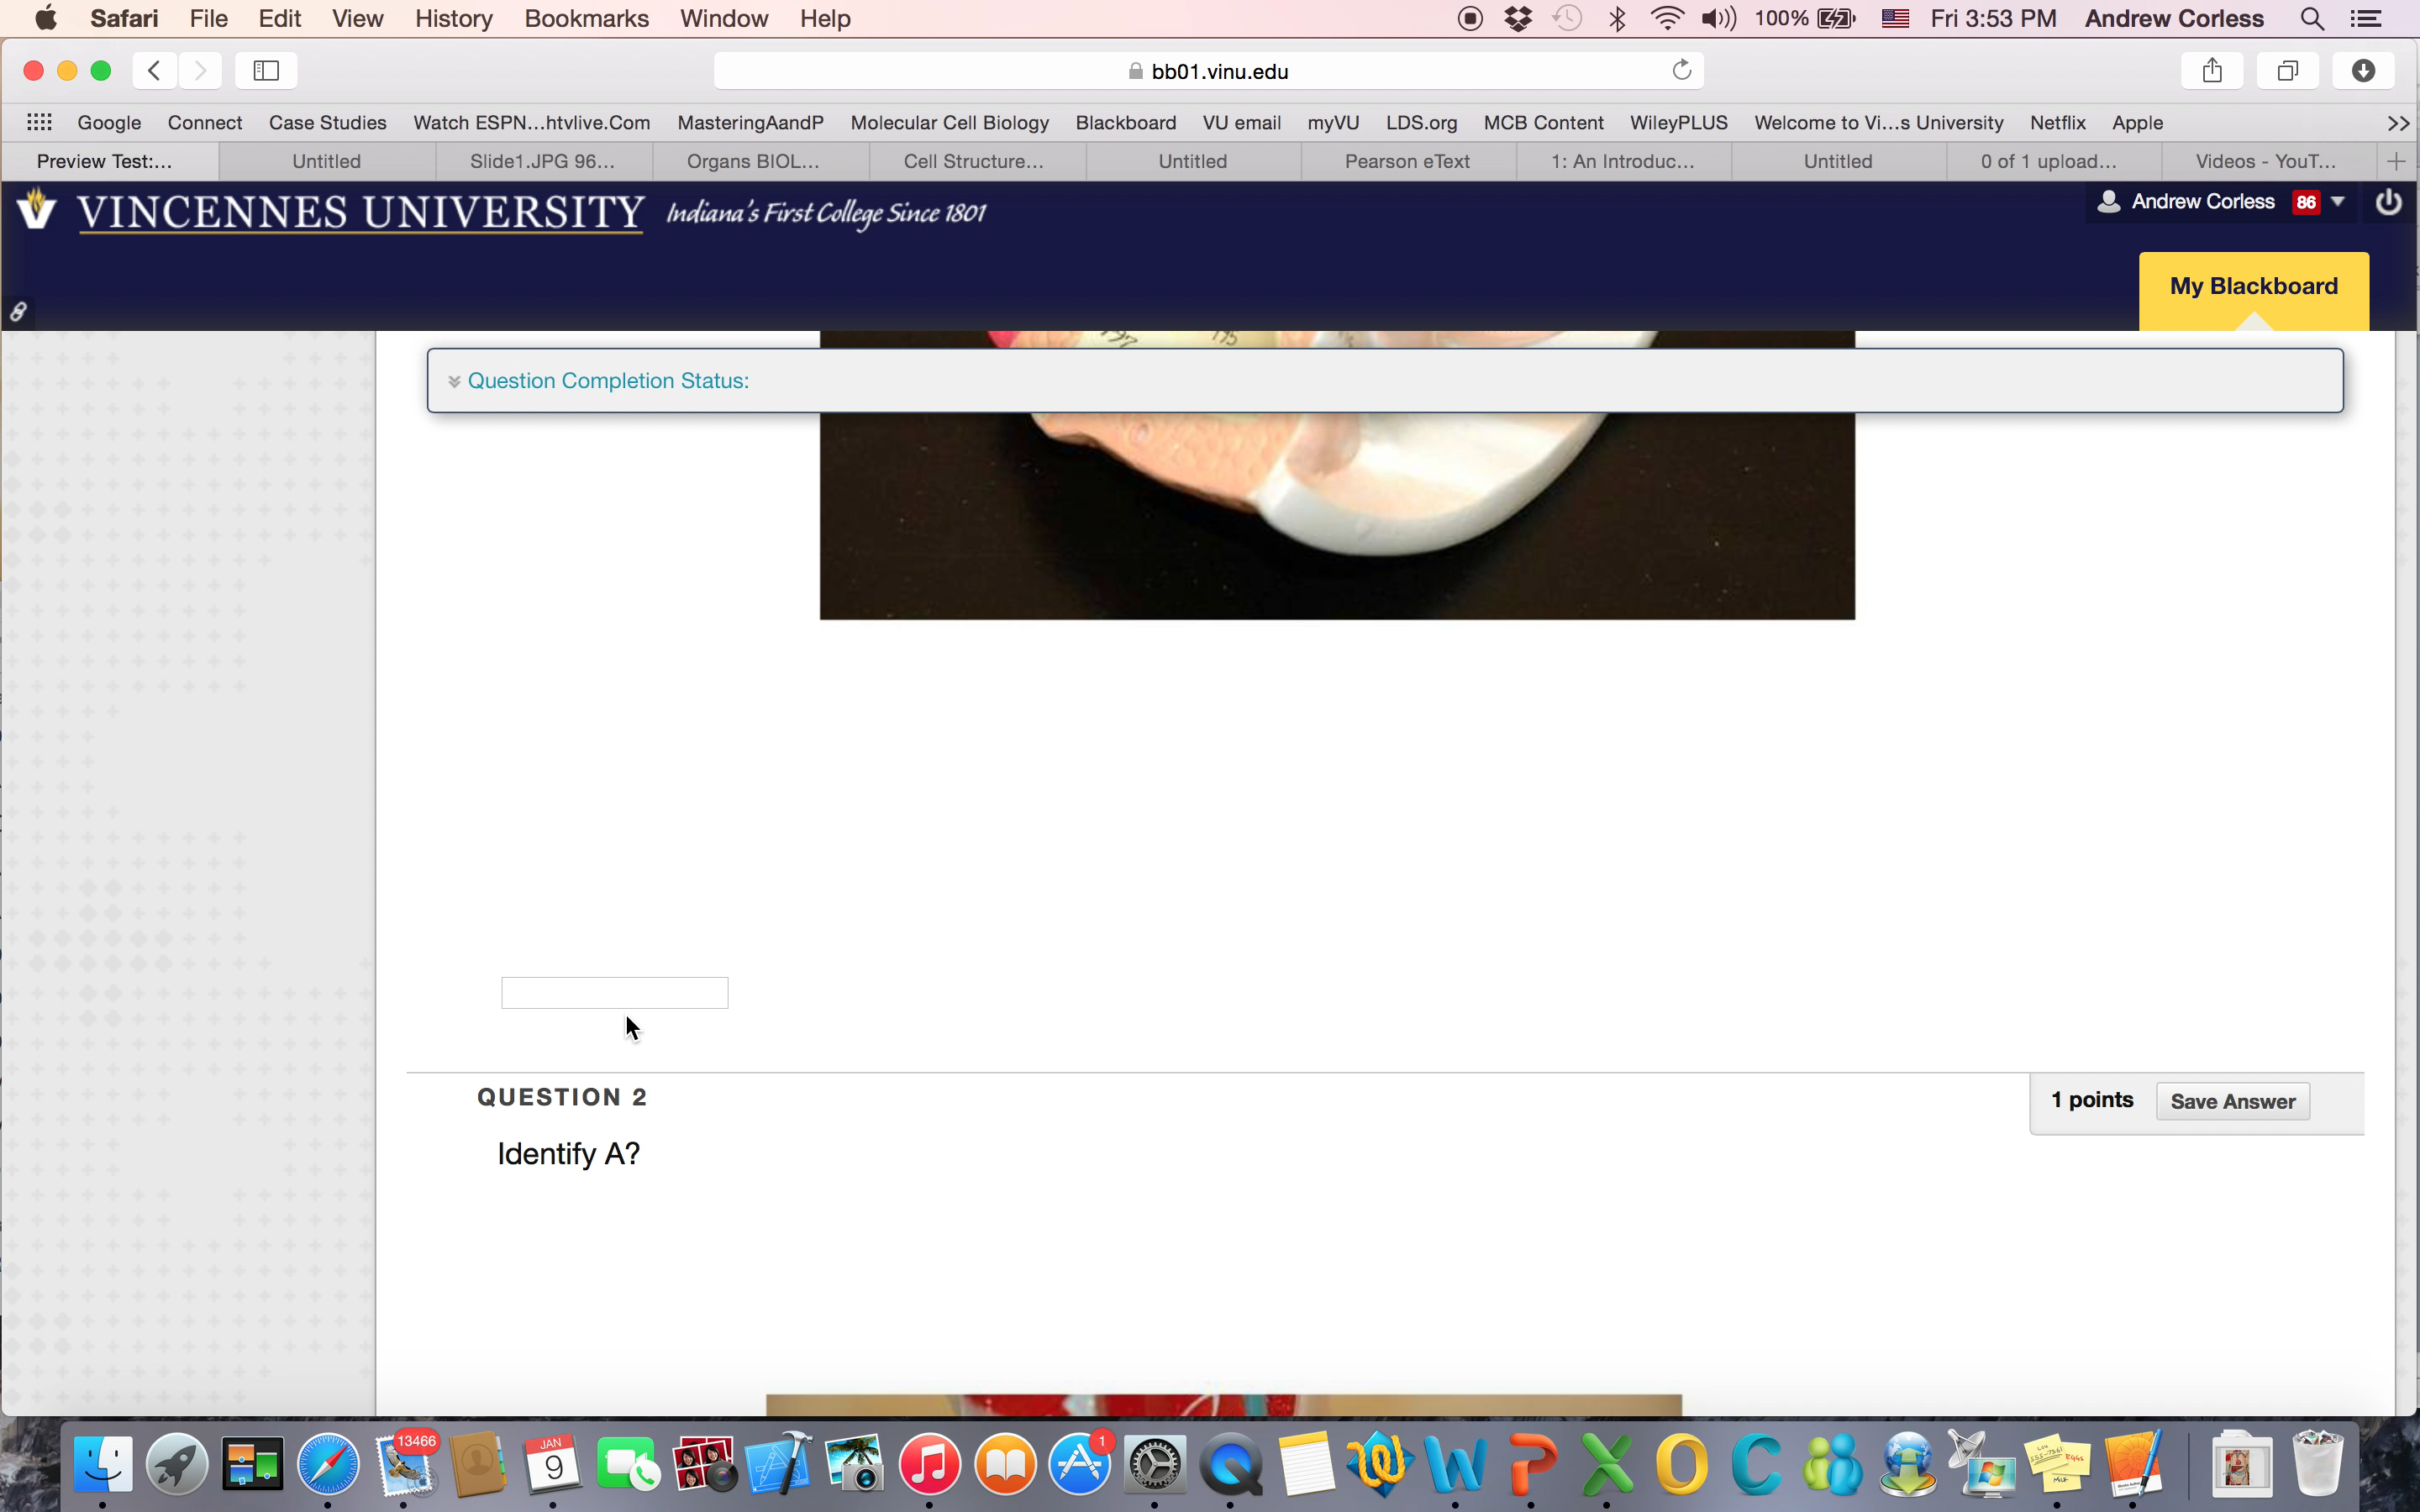 Safari File Edit View History Bookmarks Window Help 100% Fri 3:53 PM Andrew Corless
bb01.vinu.edu
Google Connect Case Studies Watch ESPN...htvlive.Com MasteringAandP Molecular Cell Biology Blackboard VU email myVU LDS.org MCB Content WileyPLUS Welcome to Vi...s University Netflix Apple >>
Preview Test:... Untitled Slide1.JPG 96... Organs BIOL... Cell Structure... Untitled Pearson eText 1: An Introduc... Untitled 0 of 1 upload... Videos - YouT... +
VINCENNES UNIVERSITY Indiana's First College Since 1801 Andrew Corless 86
My Blackboard
195
Question Completion Status:
QUESTION 2
1 points Save Answer
Identify A?
13466
JAN
9
1